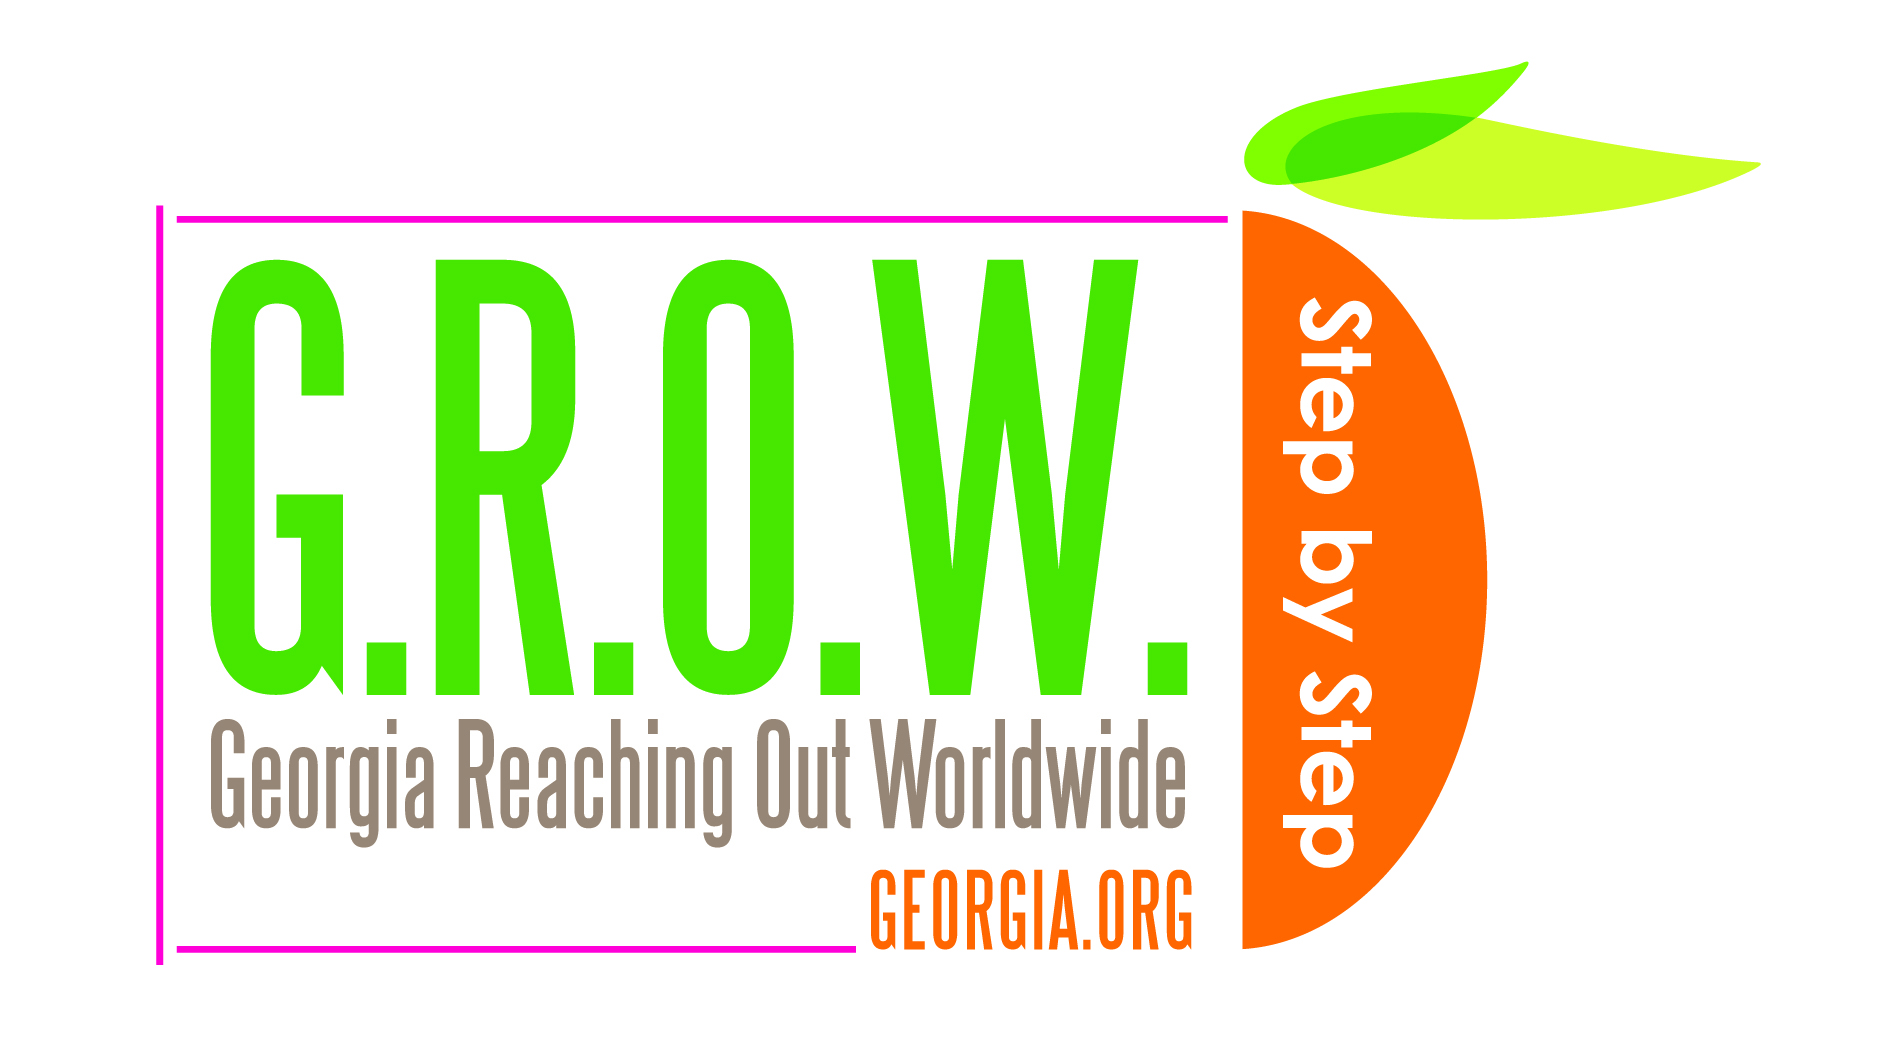 G.R.O.W.
Georgia Reaching Out Worldwide
GEORGIA.ORG
Step by Step